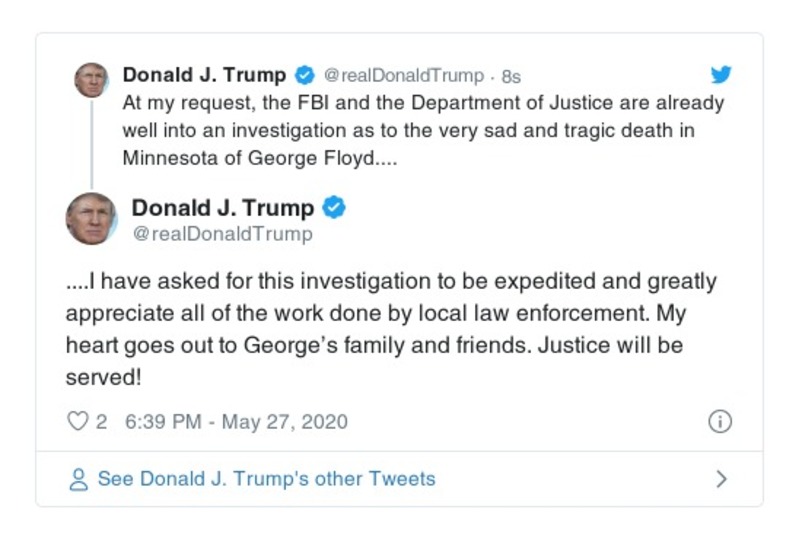 Donald J. Trump @realDonaldTrump · 8s
At my request, the FBI and the Department of Justice are already
well into an investigation as to the very sad and tragic death in
Minnesota of George Floyd....
Donald J. Trump
@realDonaldTrump
....I have asked for this investigation to be expedited and greatly
appreciate all of the work done by local law enforcement. My
heart goes out to George’s family and friends. Justice will be
served!
2 6:39 PM - May 27, 2020
See Donald J. Trump's other Tweets